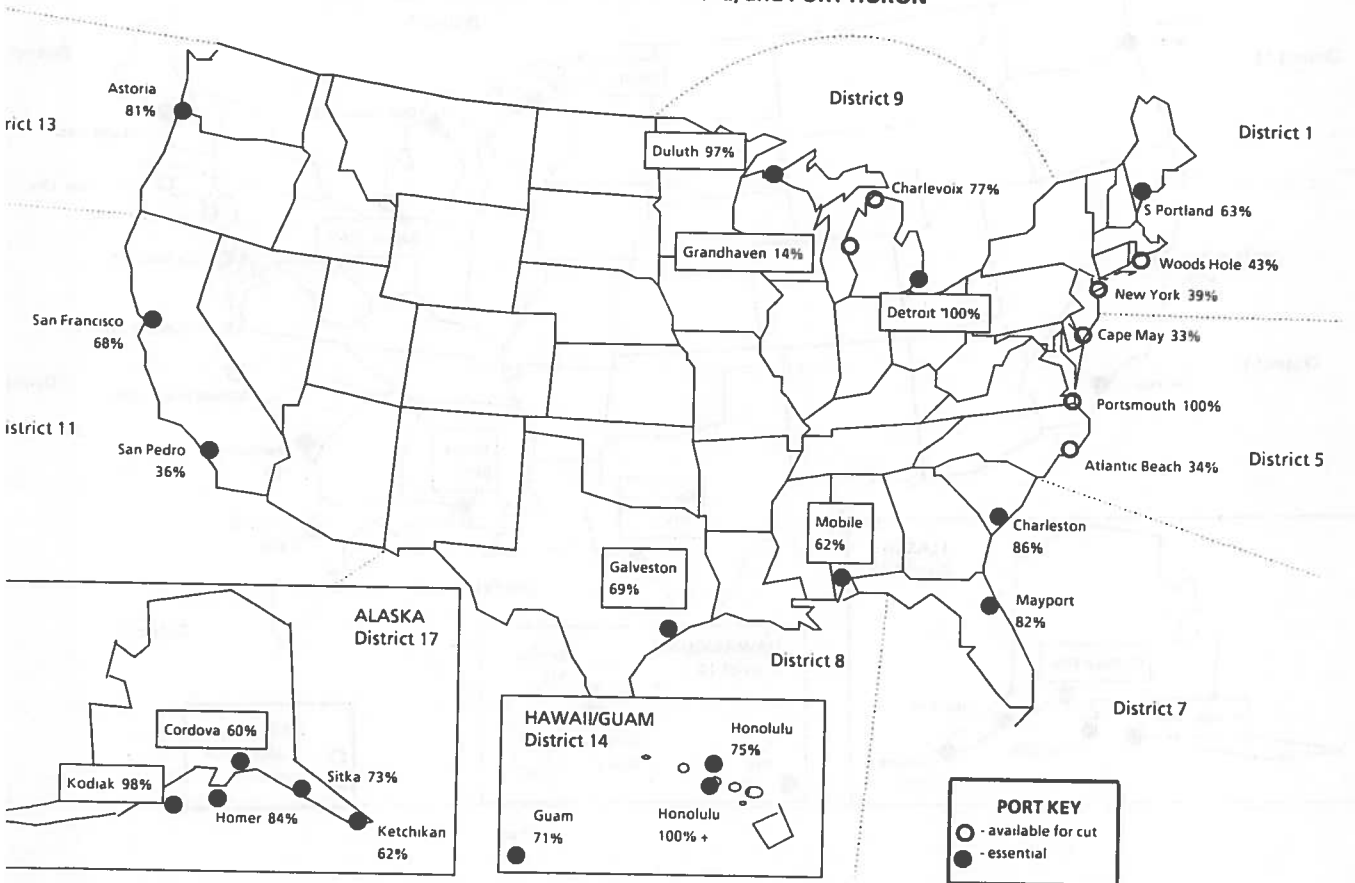 PORT HURON
District 9
District 1
Astoria
81%
rict 13
Duluth 97%
Charlevoix 77%
S Portland 63%
Grandhaven 14%
Woods Hole 43%
New York 39%
Detroit 100%
San Francisco
68%
Cape May 33%
Portsmouth 100%
istrict 11
San Pedro
36%
Atlantic Beach 34%
District 5
Mobile
62%
Charleston
86%
Galveston
69%
Mayport
82%
ALASKA
District 17
District 8
District 7
HAWAII/GUAM
District 14
Honolulu
75%
Cordova 60%
Kodiak 98%
Sitka 73%
Homer 84%
Ketchikan
62%
Guam
71%
Honolulu
100% +
PORT KEY
- available for cut
- essential